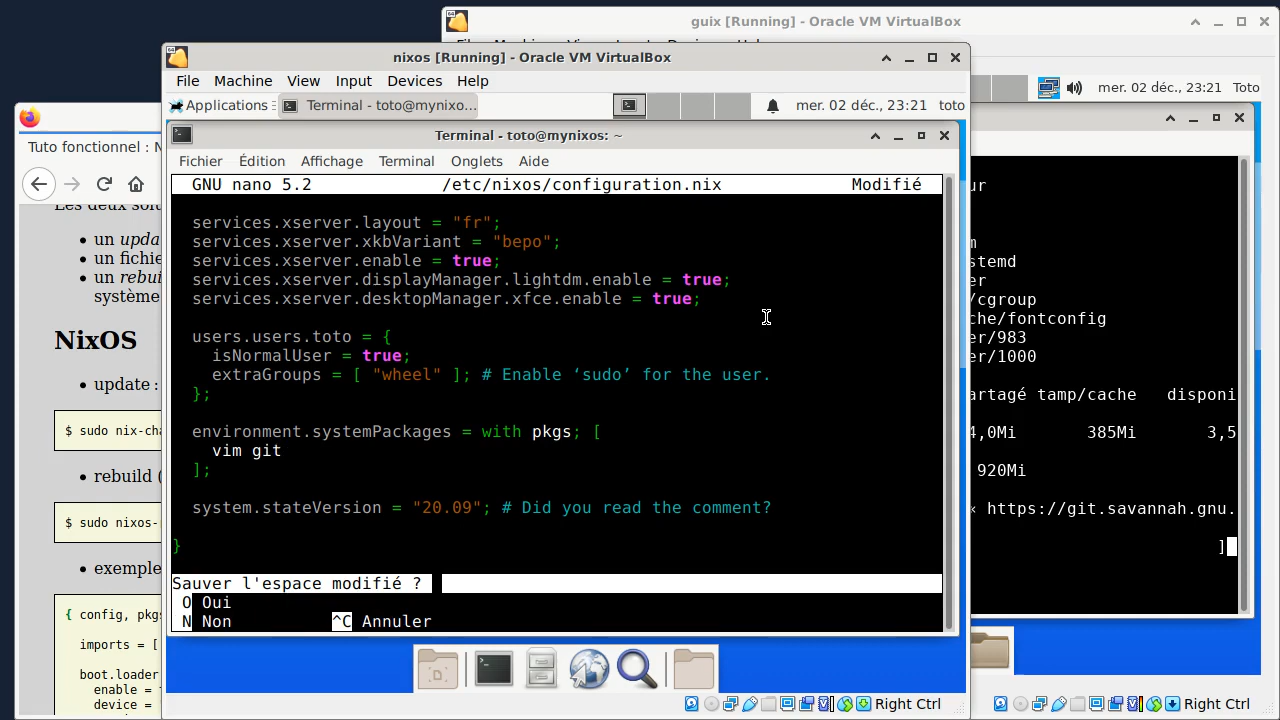 guix [Running] - Oracle VM VirtualBox
nixos [Running] - Oracle VM VirtualBox
File Machine View Input Devices Help
Applications
Terminal - toto@mynixo...
mer. 02 déc., 23:21 toto
mer. 02 déc., 23:21 Toto
Terminal - toto@mynixos: ~
Fichier Édition Affichage Terminal Onglets Aide
GNU nano 5.2 /etc/nixos/configuration.nix Modifié
services.xserver.layout = "fr";
services.xserver.xkbVariant = "bepo";
services.xserver.enable = true;
services.xserver.displayManager.lightdm.enable = true;
services.xserver.desktopManager.xfce.enable = true;
users.users.toto = {
isNormalUser = true;
extraGroups = [ "wheel" ]; # Enable ‘sudo’ for the user.
};
environment.systemPackages = with pkgs; [
vim git
];
system.stateVersion = "20.09"; # Did you read the comment?
}
Sauver l'espace modifié ?
O Oui
N Non ^C Annuler
Right Ctrl
Tuto fonctionnel : N
un upda
un fichie
un rebui
système
NixOS
update :
$ sudo nix-cha
rebuild (
$ sudo nixos-
exemple
{ config, pkgs
imports = [
boot.loader
enable =
device =
ur
m
stemd
er
/cgroup
che/fontconfig
er/983
er/1000
artagé tamp/cache disponi
4,0Mi 385Mi 3,5
920Mi
https://git.savannah.gnu.
]
Right Ctrl